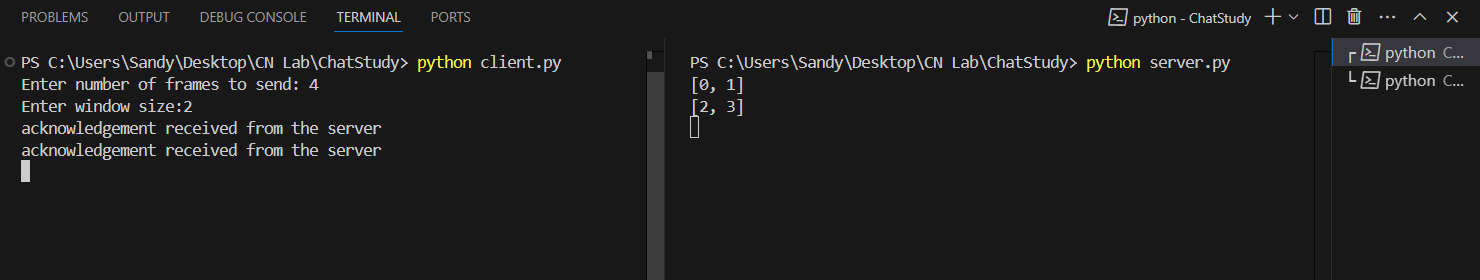 PROBLEMS OUTPUT DEBUG CONSOLE TERMINAL PORTS python - ChatStudy
PS C:\Users\Sandy\Desktop\CN Lab\ChatStudy> python client.py
Enter number of frames to send: 4
Enter window size:2
acknowledgement received from the server
acknowledgement received from the server
PS C:\Users\Sandy\Desktop\CN Lab\ChatStudy> python server.py
[0, 1]
[2, 3]
python C...
python C...